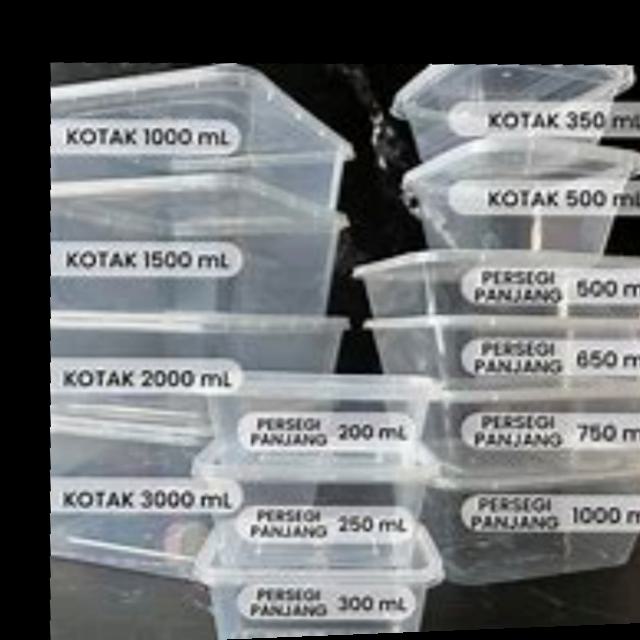 KOTAK 1000 mL
KOTAK 1500 mL
KOTAK 2000 mL
KOTAK 3000 mL
PERSEGI
PANJANG 200 mL
PERSEGI
PANJANG 250 mL
PERSEGI
PANJANG 300 mL
KOTAK 350 mL
KOTAK 500 mL
PERSEGI
PANJANG 500 m
PERSEGI
PANJANG 650 m
PERSEGI
PANJANG 750 m
PERSEGI
PANJANG 1000 m